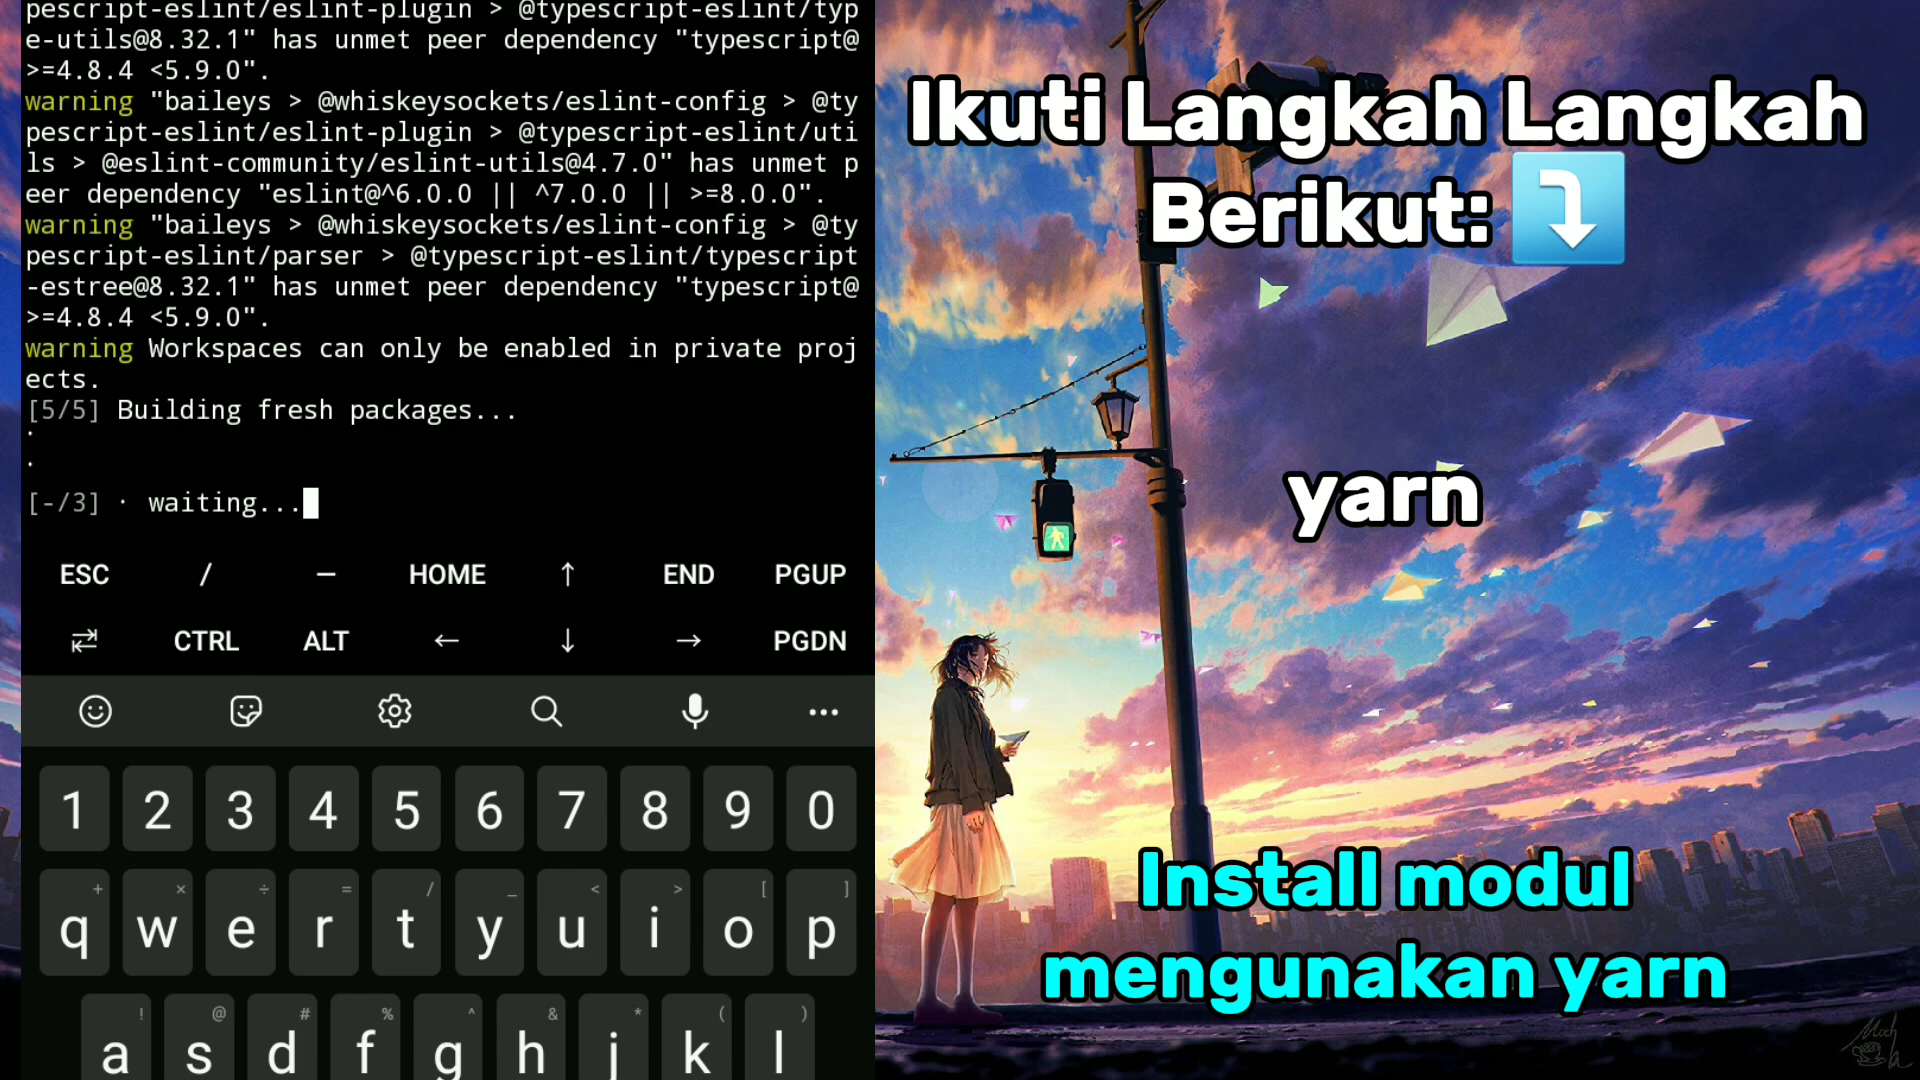 pescript-eslint/eslint-plugin > @typescript-eslint/typ
e-utils@8.32.1" has unmet peer dependency "typescript@
>=4.8.4 <5.9.0".
warning "baileys > @whiskeysockets/eslint-config > @ty
pescript-eslint/eslint-plugin > @typescript-eslint/uti
ls > @eslint-community/eslint-utils@4.7.0" has unmet p
eer dependency "eslint@^6.0.0 || ^7.0.0 || >=8.0.0".
warning "baileys > @whiskeysockets/eslint-config > @ty
pescript-eslint/parser > @typescript-eslint/typescript
-estree@8.32.1" has unmet peer dependency "typescript@
>=4.8.4 <5.9.0".
warning Workspaces can only be enabled in private proj
ects.
[5/5] Building fresh packages...
.
.
[-/3] · waiting...
ESC / — HOME ↑ END PGUP
⇄ CTRL ALT ← ↓ → PGDN
1 2 3 4 5 6 7 8 9 0
+ × ÷ = / _ < > [ ]
q w e r t y u i o p
! @ # % ^ & * ( )
a s d f g h j k l
Ikuti Langkah Langkah
Berikut: ⤵️
yarn
Install modul
mengunakan yarn